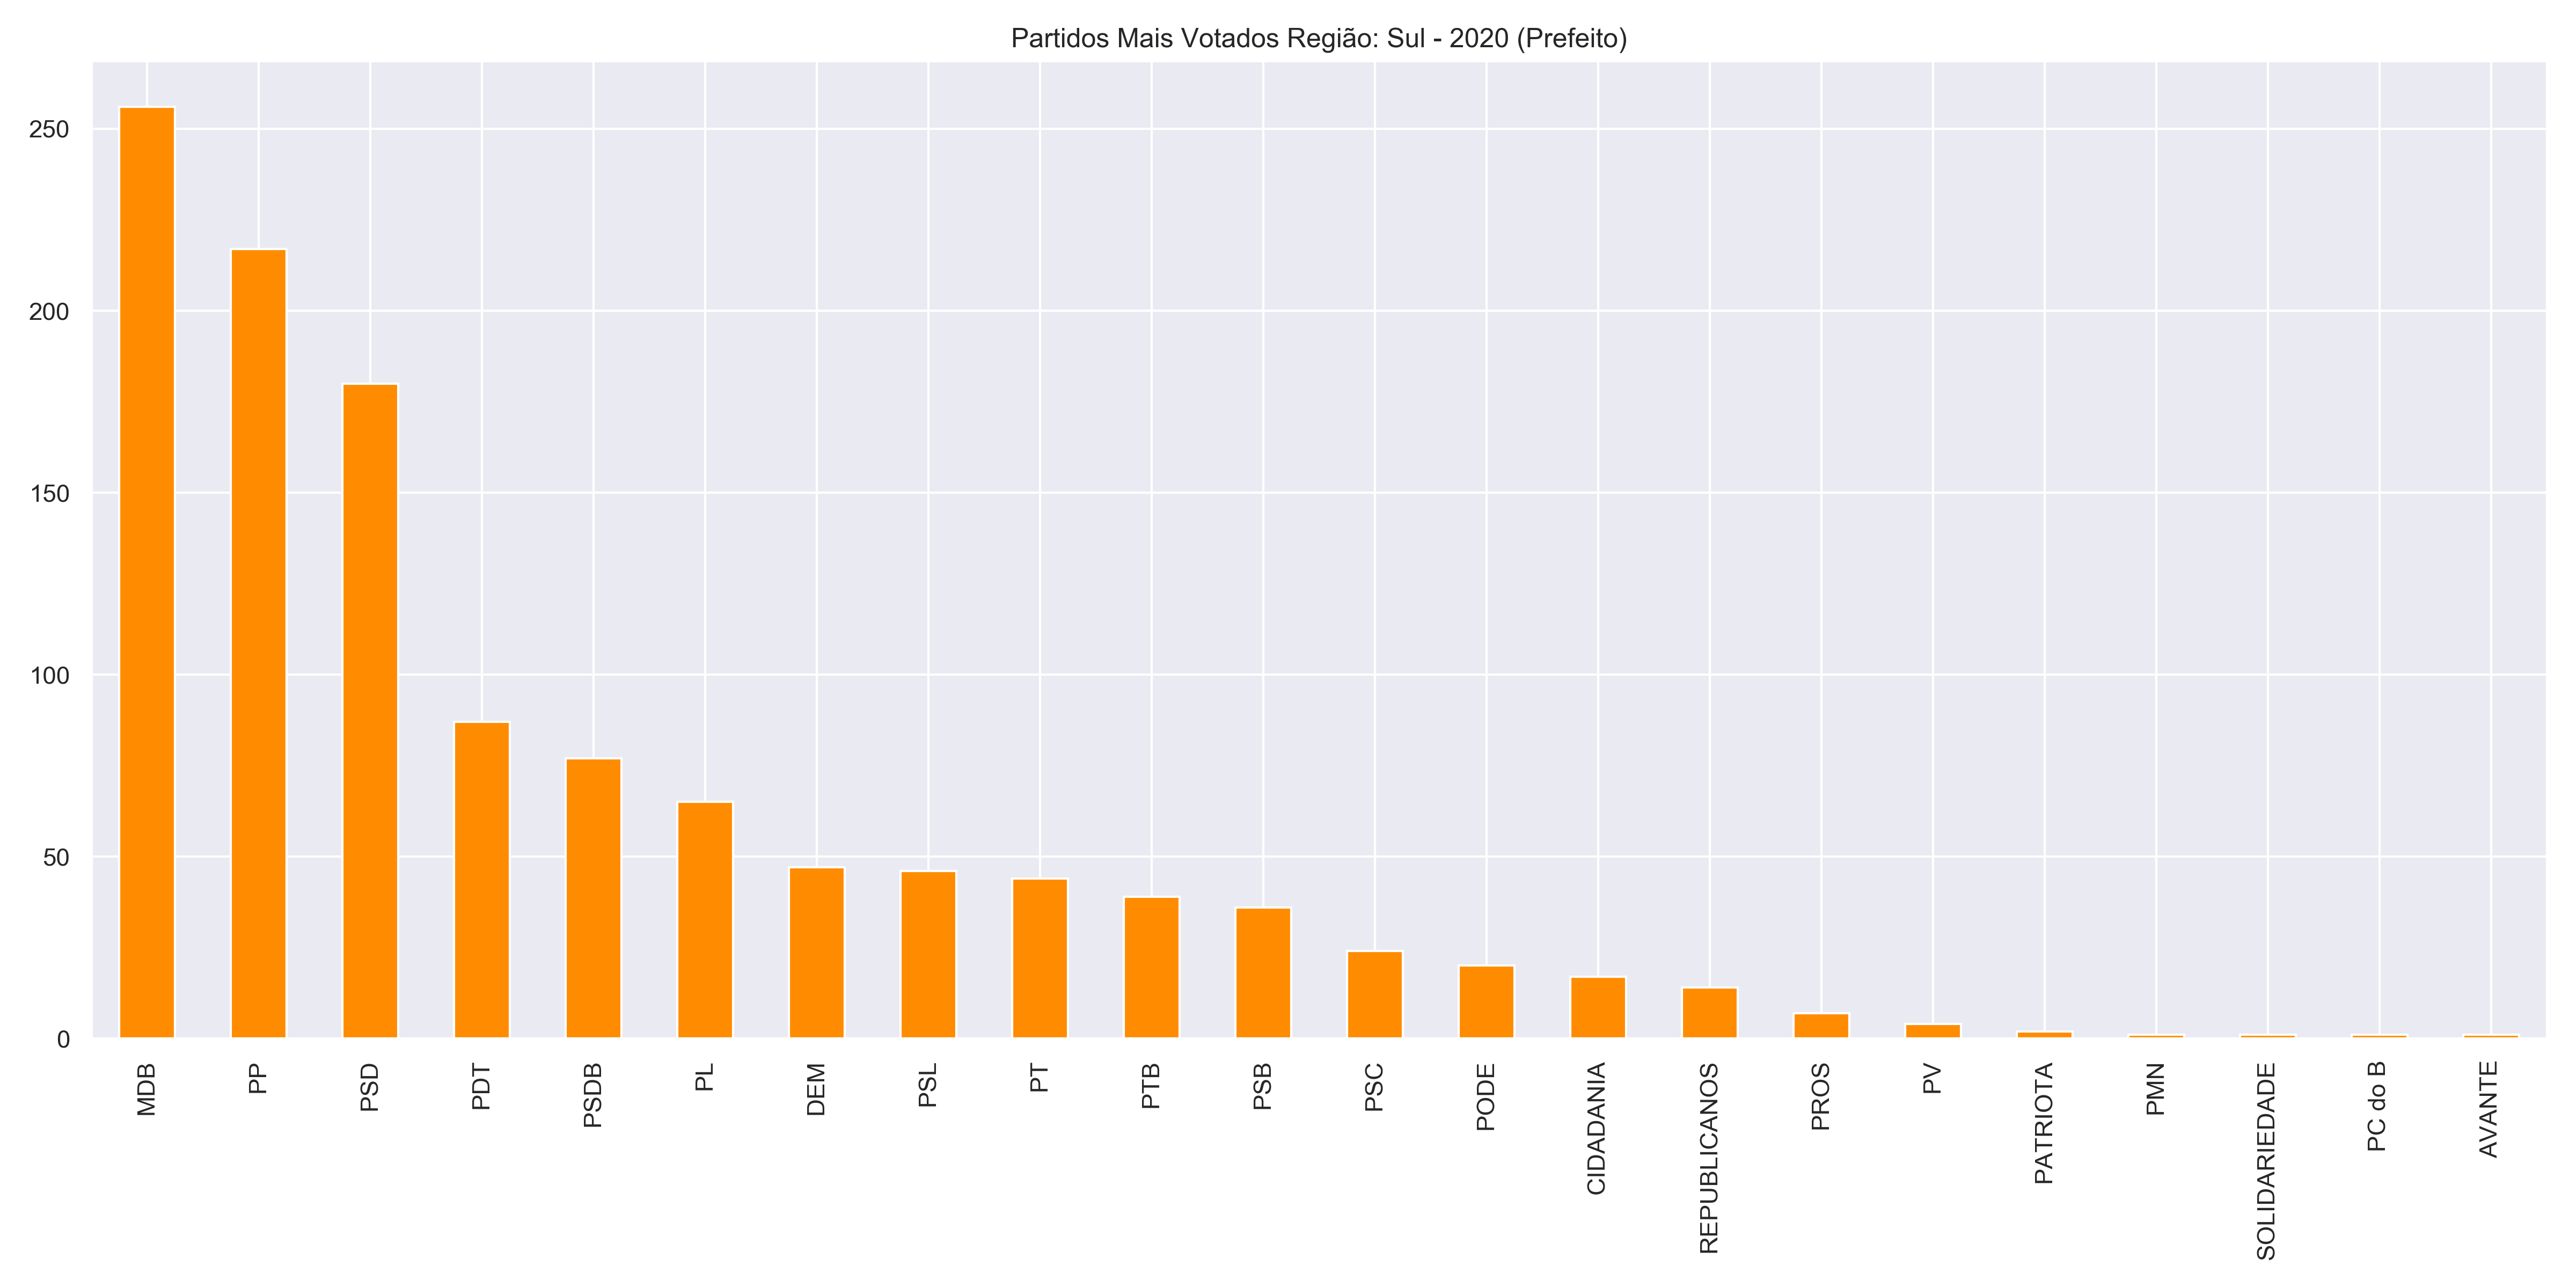 Partidos Mais Votados Região: Sul - 2020 (Prefeito)
250
200
150
100
50
0
MDB
PP
PSD
PDT
PSDB
PL
DEM
PSL
PT
PTB
PSB
PSC
PODE
CIDADANIA
REPUBLICANOS
PROS
PV
PATRIOTA
PMN
SOLIDARIEDADE
PC do B
AVANTE